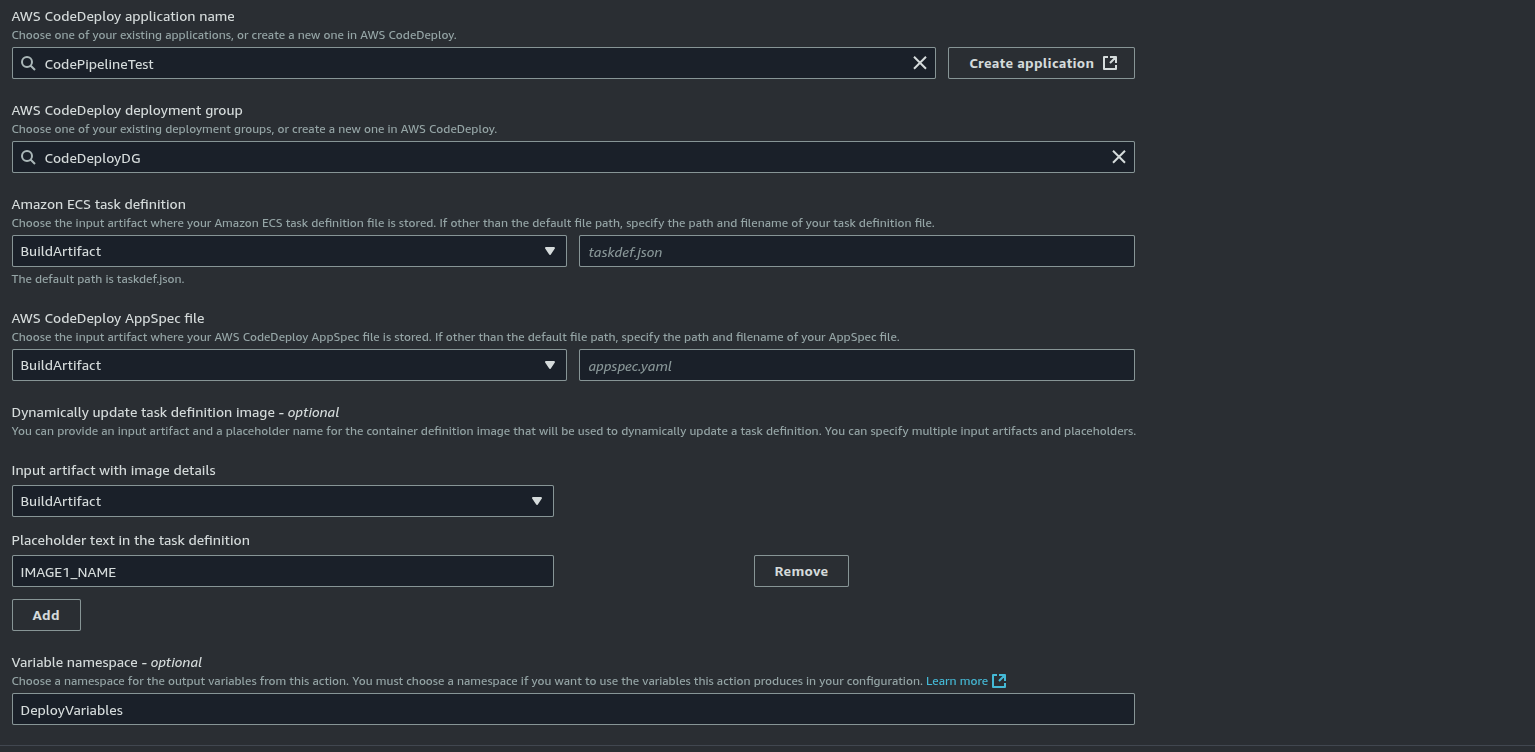 AWS CodeDeploy application name
Choose one of your existing applications, or create a new one in AWS CodeDeploy.
CodePipelineTest
Create application
AWS CodeDeploy deployment group
Choose one of your existing deployment groups, or create a new one in AWS CodeDeploy.
CodeDeployDG
Amazon ECS task definition
Choose the input artifact where your Amazon ECS task definition file is stored. If other than the default file path, specify the path and filename of your task definition file.
BuildArtifact
taskdef.json
The default path is taskdef.json.
AWS CodeDeploy AppSpec file
Choose the input artifact where your AWS CodeDeploy AppSpec file is stored. If other than the default file path, specify the path and filename of your AppSpec file.
BuildArtifact
appspec.yaml
Dynamically update task definition image - optional
You can provide an input artifact and a placeholder name for the container definition image that will be used to dynamically update a task definition. You can specify multiple input artifacts and placeholders.
Input artifact with image details
BuildArtifact
Placeholder text in the task definition
IMAGE1_NAME
Remove
Add
Variable namespace - optional
Choose a namespace for the output variables from this action. You must choose a namespace if you want to use the variables this action produces in your configuration. Learn more
DeployVariables